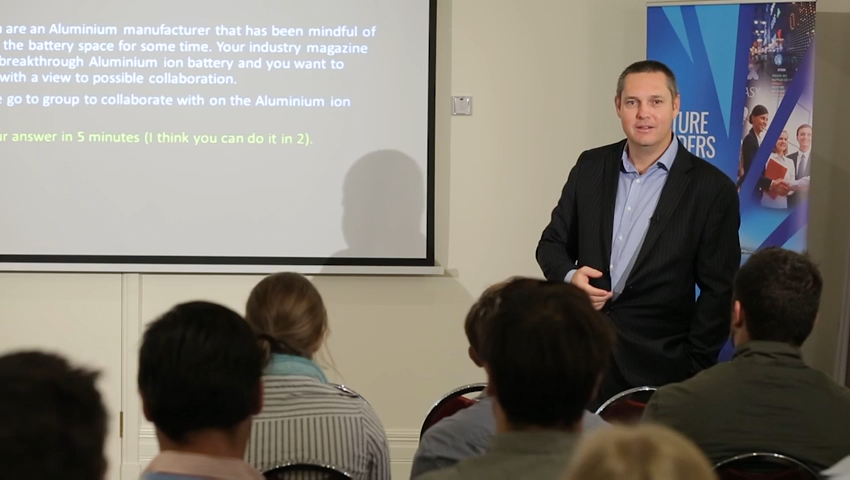 are an Aluminium manufacturer that has been mindful of
the battery space for some time. Your industry magazine
breakthrough Aluminium ion battery and you want to
with a view to possible collaboration.
go to group to collaborate with on the Aluminium ion
answer in 5 minutes (I think you can do it in 2).
TURE
DERS